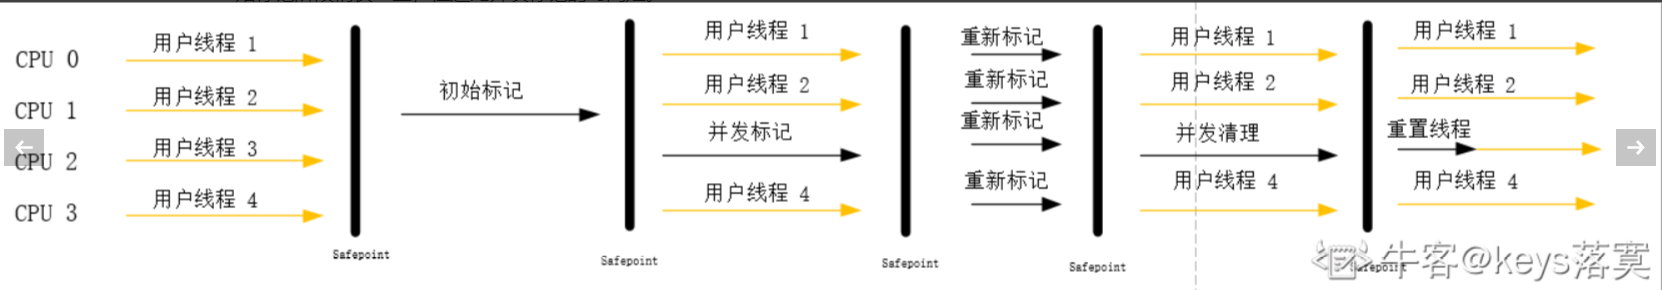 CPU 0
CPU 1
CPU 2
CPU 3
用户线程 1
用户线程 2
用户线程 3
用户线程 4
Safepoint
初始标记
Safepoint
用户线程 1
用户线程 2
并发标记
用户线程 4
Safepoint
重新标记
重新标记
重新标记
重新标记
Safepoint
用户线程 1
用户线程 2
并发清理
用户线程 4
Safepoint
用户线程 1
用户线程 2
重置线程
用户线程 4
牛客@keys落寞